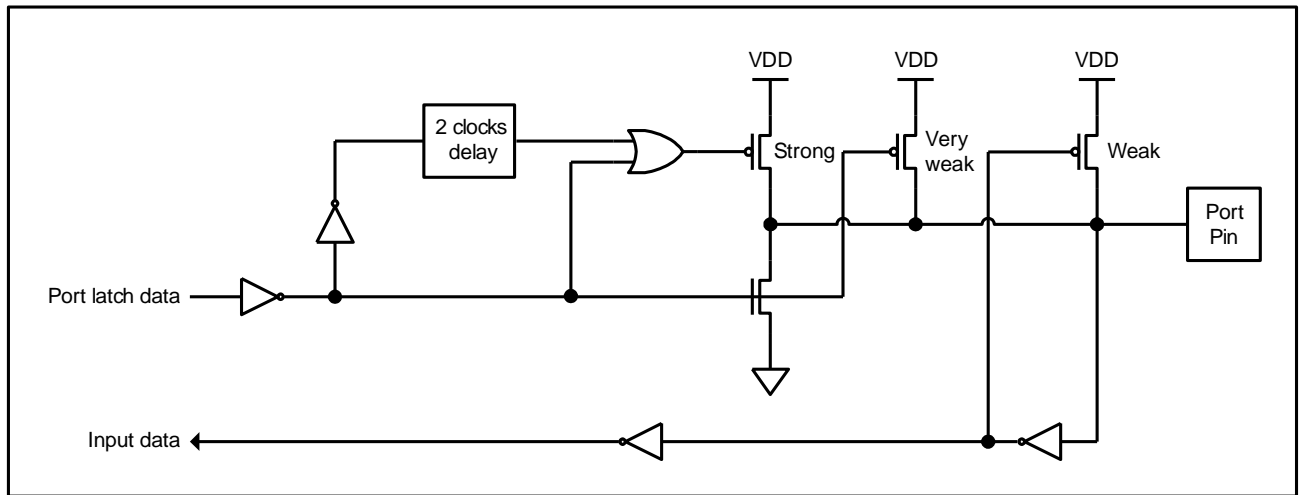 VDD
VDD
VDD
2 clocks
delay
Strong
Very
weak
Weak
Port
Pin
Port latch data
Input data